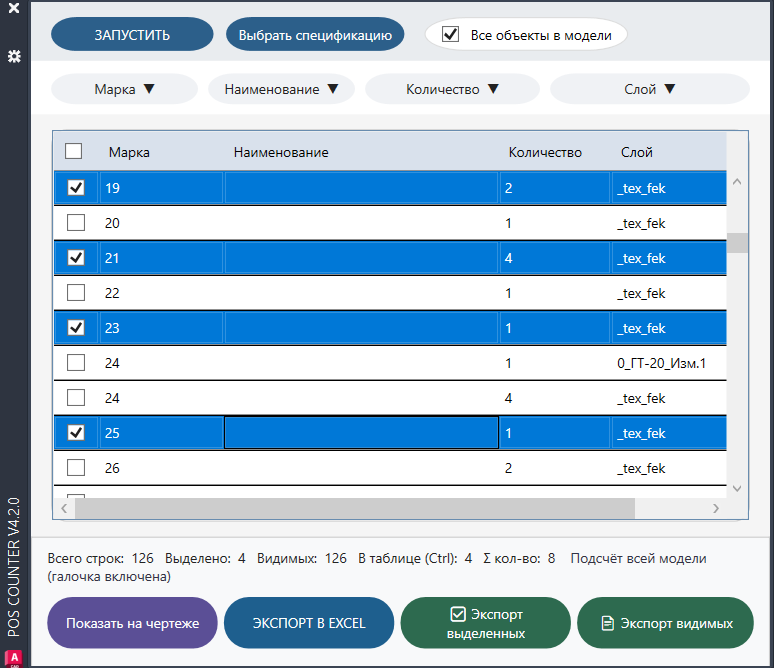 ЗАПУСТИТЬ Выбрать спецификацию Все объекты в модели
Марка ▼ Наименование ▼ Количество ▼ Слой ▼
Марка Наименование Количество Слой
19 2 _tex_fek
20 1 _tex_fek
21 4 _tex_fek
22 1 _tex_fek
23 1 _tex_fek
24 1 0_ГТ-20_Изм.1
24 4 _tex_fek
25 1 _tex_fek
26 2 _tex_fek
Всего строк: 126 Выделено: 4 Видимых: 126 В таблице (Ctrl): 4 Σ кол-во: 8 Подсчёт всей модели
(галочка включена)
Показать на чертеже ЭКСПОРТ В EXCEL Экспорт
выделенных
Экспорт видимых
POS COUNTER V4.2.0
A
CAD